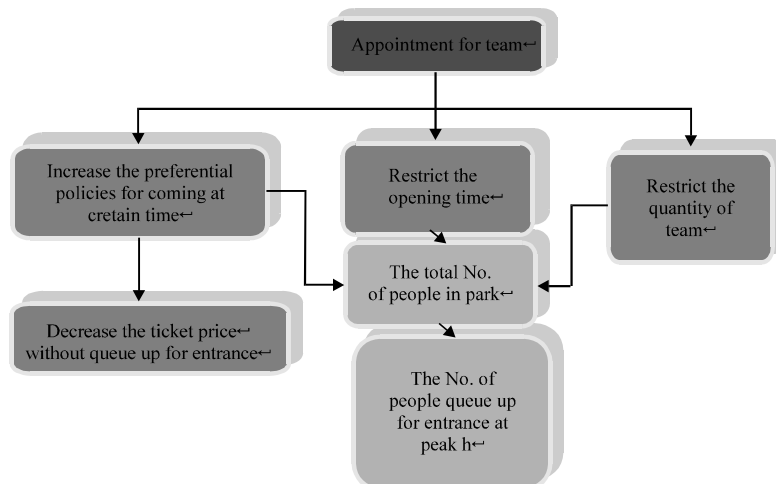 Appointment for team↵
Increase the preferential
policies for coming at
cretain time↵
Restrict the
opening time↵
Restrict the
quantity of
team↵
The total No.
of people in park↵
Decrease the ticket price↵
without queue up for entrance↵
The No. of
people queue up
for entrance at
peak h↵